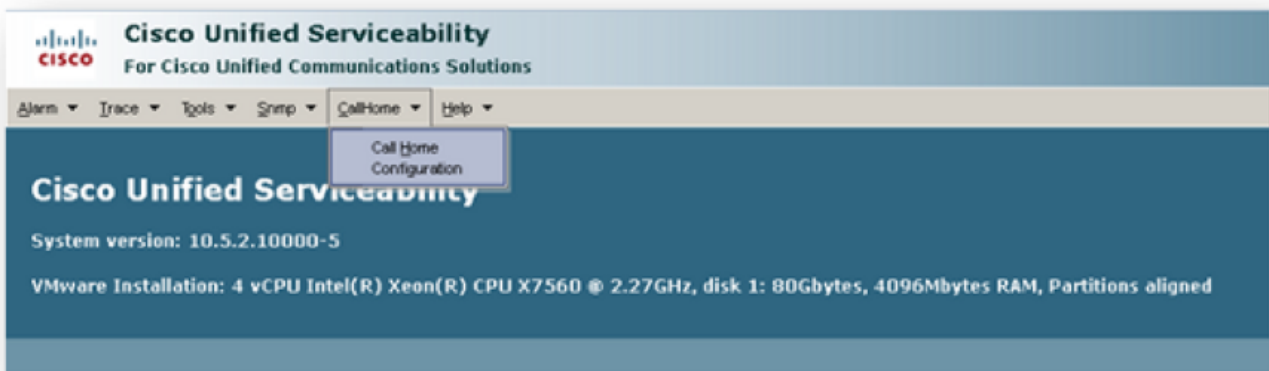 Cisco Unified Serviceability
CISCO
For Cisco Unified Communications Solutions
Alarm Trace Tools Snmp CallHome Help
Call Home
Configuration
Cisco Unified Serviceability
System version: 10.5.2.10000-5
VMware Installation: 4 vCPU Intel(R) Xeon(R) CPU X7560 @ 2.27GHz, disk 1: 80Gbytes, 4096Mbytes RAM, Partitions aligned